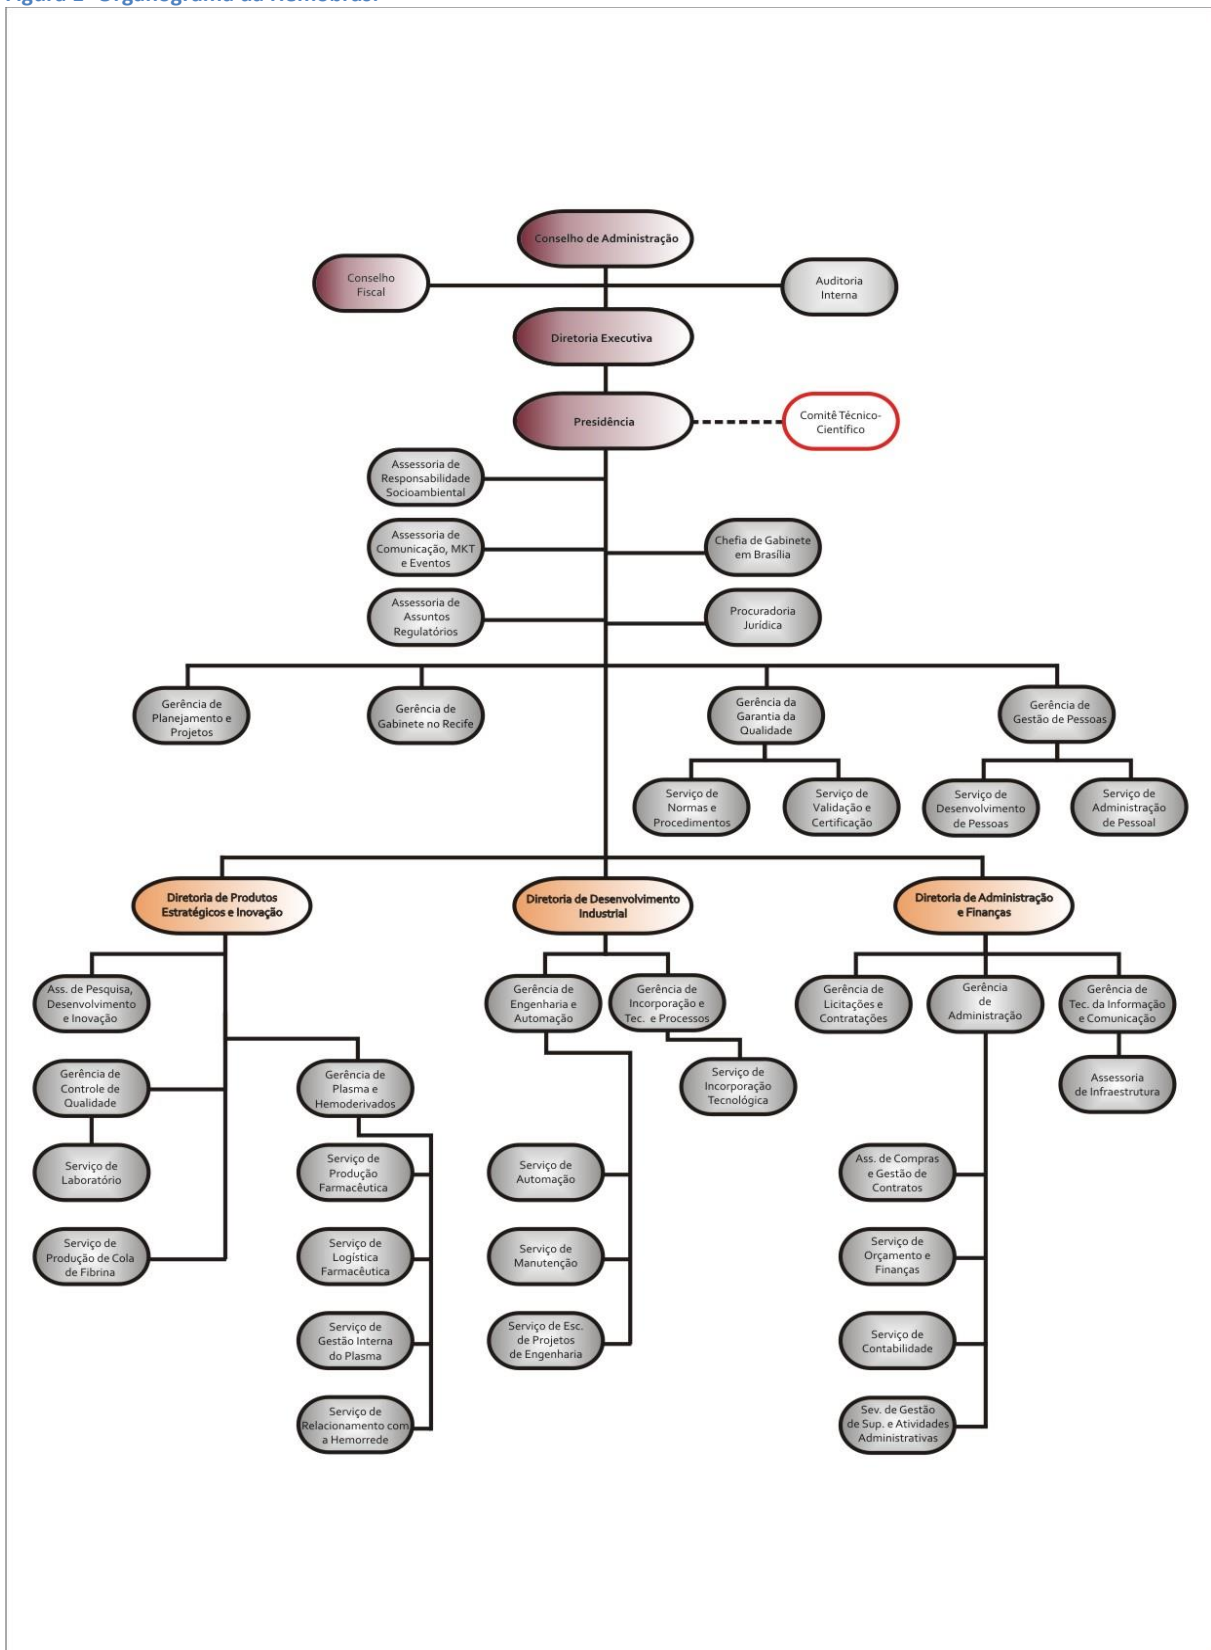 Conselho de Administração
Conselho
Fiscal
Auditoria
Interna
Diretoria Executiva
Presidência
Comitê Técnico-
Científico
Assessoria de
Responsabilidade
Socioambiental
Assessoria de
Comunicação, MKT
e Eventos
Chefia de Gabinete
em Brasília
Assessoria de
Assuntos
Regulatórios
Procuradoria
Jurídica
Gerência de
Planejamento e
Projetos
Gerência de
Gabinete no Recife
Gerência da
Garantia da
Qualidade
Gerência de
Gestão de Pessoas
Serviço de
Normas e
Procedimentos
Serviço de
Validação e
Certificação
Serviço de
Desenvolvimento
de Pessoas
Serviço de
Administração
de Pessoal
Diretoria de Produtos
Estratégicos e Inovação
Diretoria de Desenvolvimento
Industrial
Diretoria de Administração
e Finanças
Ass. de Pesquisa,
Desenvolvimento
e Inovação
Gerência de
Engenharia e
Automação
Gerência de
Incorporação e
Tec. e Processos
Gerência de
Licitações e
Contratações
Gerência
de
Administração
Gerência de
Tec. da Informação
e Comunicação
Gerência de
Controle de
Qualidade
Gerência de
Plasma e
Hemoderivados
Serviço de
Incorporação
Tecnológica
Assessoria
de Infraestrutura
Serviço de
Laboratório
Serviço de
Produção
Farmacêutica
Serviço de
Automação
Ass. de Compras
e Gestão de
Contratos
Serviço de
Produção de Cola
de Fibrina
Serviço de
Logística
Farmacêutica
Serviço de
Manutenção
Serviço de
Orçamento e
Finanças
Serviço de
Gestão Interna
do Plasma
Serviço de Esc.
de Projetos
de Engenharia
Serviço de
Contabilidade
Serviço de
Relacionamento com
a Hemorrede
Sev. de Gestão
de Sup. e Atividades
Administrativas